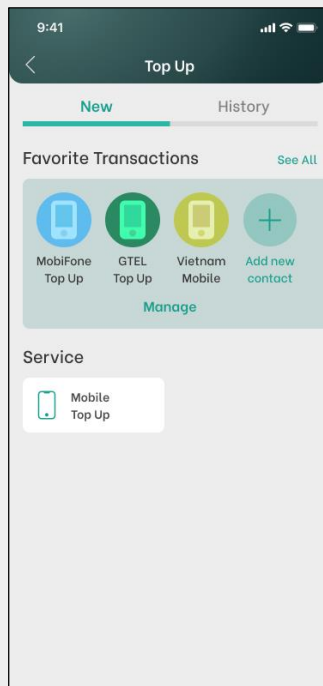 9:41
Top Up
New
History
Favorite Transactions
See All
MobiFone
Top Up
GTEL
Top Up
Vietnam
Mobile
Add new
contact
Manage
Service
Mobile
Top Up